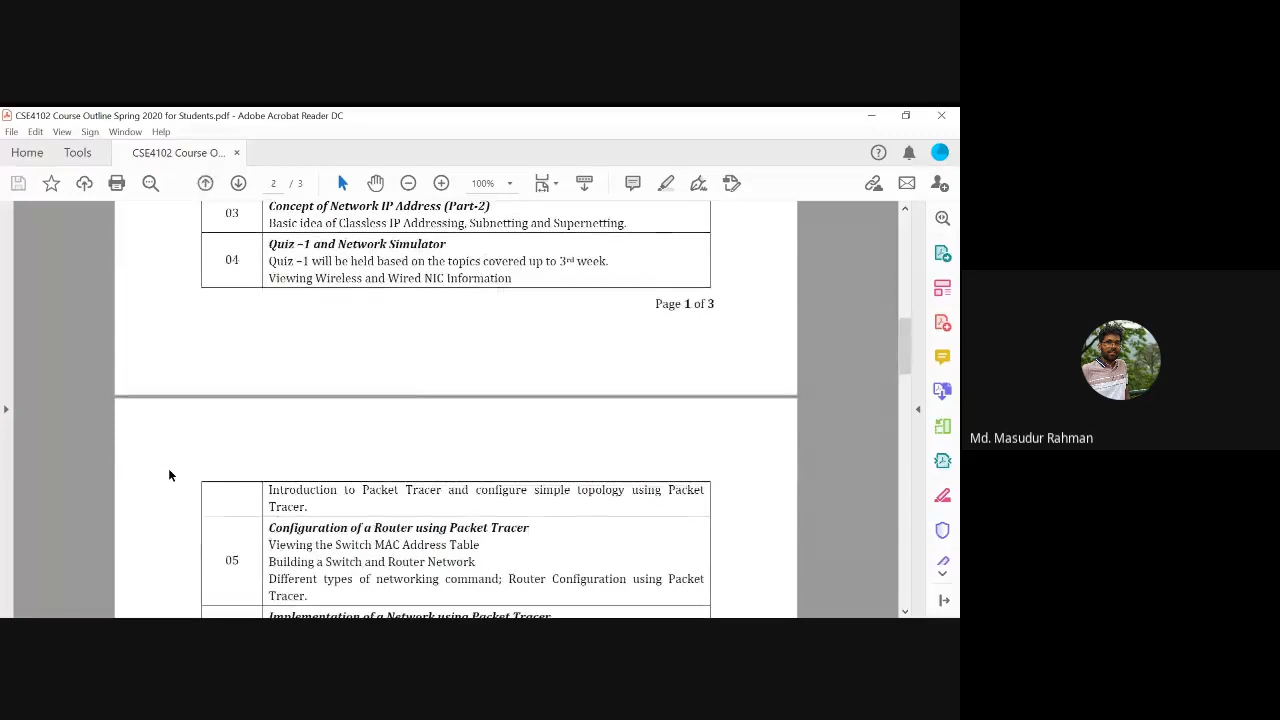 CSE4102 Course Outline Spring 2020 for Students.pdf - Adobe Acrobat Reader DC
File Edit View Sign Window Help
Home Tools CSE4102 Course O... ×
2 / 3 100%
03 Concept of Network IP Address (Part-2)
Basic idea of Classless IP Addressing, Subnetting and Supernetting.
04 Quiz –1 and Network Simulator
Quiz –1 will be held based on the topics covered up to 3rd week.
Viewing Wireless and Wired NIC Information
Page 1 of 3
Md. Masudur Rahman
Introduction to Packet Tracer and configure simple topology using Packet
Tracer.
05 Configuration of a Router using Packet Tracer
Viewing the Switch MAC Address Table
Building a Switch and Router Network
Different types of networking command; Router Configuration using Packet
Tracer.
Implementation of a Network using Packet Tracer